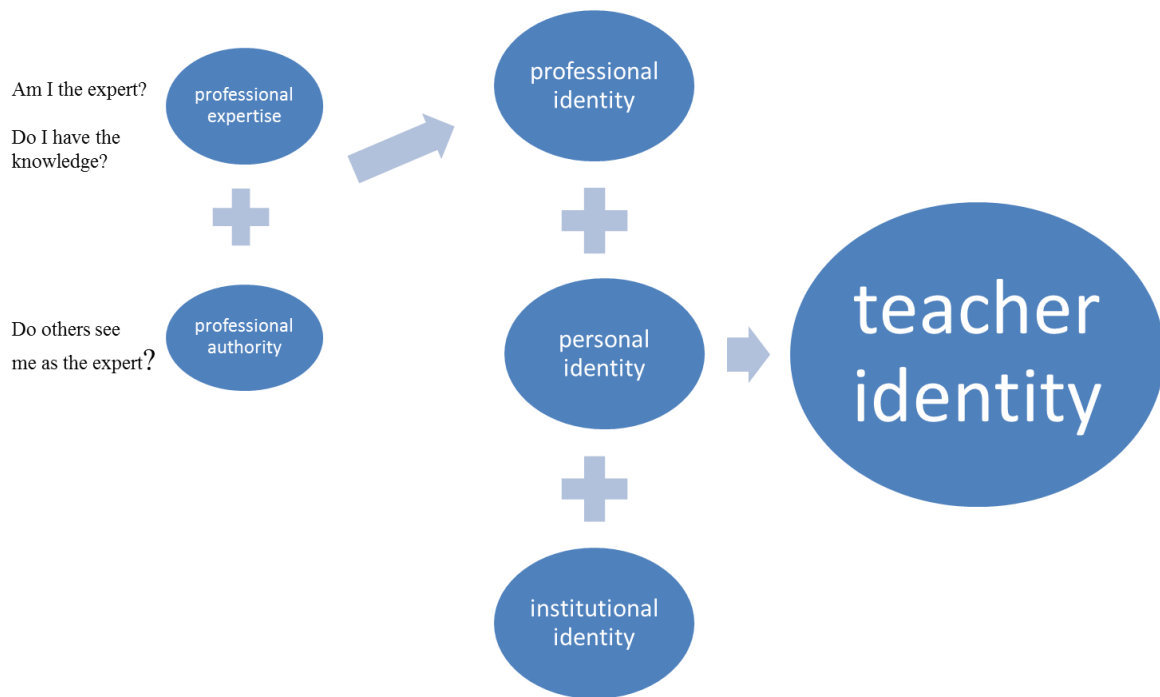 Am I the expert?
Do I have the
knowledge?
professional
expertise
Do others see
me as the expert?
professional
authority
professional
identity
personal
identity
institutional
identity
teacher
identity